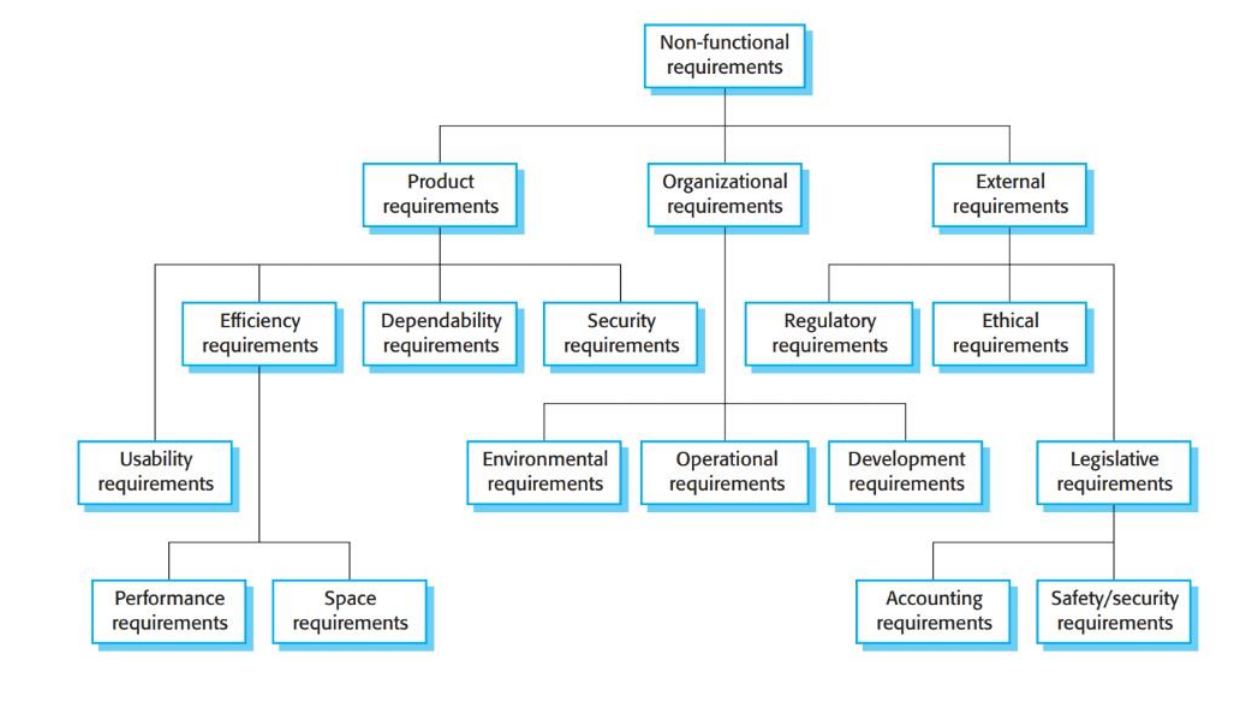 Non-functional
requirements
Product
requirements
Organizational
requirements
External
requirements
Efficiency
requirements
Dependability
requirements
Security
requirements
Regulatory
requirements
Ethical
requirements
Usability
requirements
Environmental
requirements
Operational
requirements
Development
requirements
Legislative
requirements
Performance
requirements
Space
requirements
Accounting
requirements
Safety/security
requirements